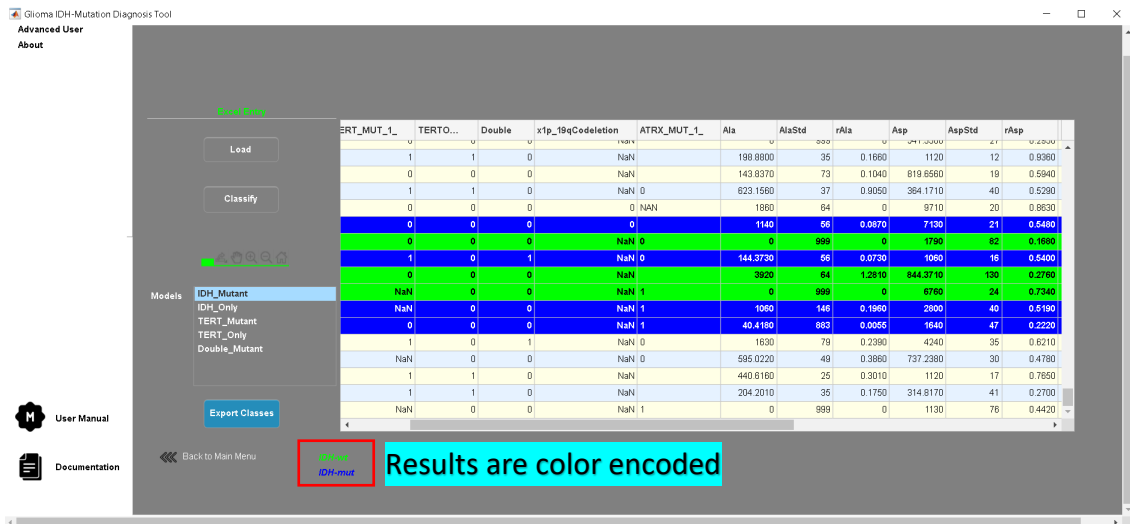 Glioma IDH-Mutation Diagnosis Tool
Advanced User
About
Excel Entry
Load
Classify
Models
IDH_Mutant
IDH_Only
TERT_Mutant
TERT_Only
Double_Mutant
Export Classes
ERT_MUT_1_ TERTO... Double x1p_19qCodeletion ATRX_MUT_1_ Ala AlaStd rAla Asp AspStd rAsp
0 0 0 NaN 0 999 0 541.3380 27 0.2930
1 1 0 NaN 198.8800 35 0.1660 1120 12 0.9360
0 0 0 NaN 143.8370 73 0.1040 819.6560 19 0.5940
1 1 0 NaN 0 623.1560 37 0.9050 364.1710 40 0.5290
0 0 0 0 NAN 1860 64 0 9710 20 0.8630
0 0 0 0 1140 56 0.0870 7130 21 0.5480
0 0 0 NaN 0 0 999 0 1790 82 0.1680
1 0 1 NaN 0 144.3730 56 0.0730 1060 16 0.5400
0 0 0 NaN 3920 64 1.2810 844.3710 130 0.2760
NaN 0 0 NaN 1 0 999 0 6760 24 0.7340
NaN 0 0 NaN 1 1060 146 0.1960 2800 40 0.5190
0 0 0 NaN 1 40.4180 883 0.0055 1640 47 0.2220
1 0 1 NaN 0 1630 79 0.2390 4240 35 0.6210
NaN 0 0 NaN 0 595.0220 49 0.3860 737.2380 30 0.4780
1 1 0 NaN 440.6160 25 0.3010 1120 17 0.7650
1 1 0 NaN 204.2010 35 0.1750 314.8170 41 0.2700
NaN 0 0 NaN 1 0 999 0 1130 76 0.4420
M User Manual
Documentation
Back to Main Menu
IDH-wt
IDH-mut
Results are color encoded